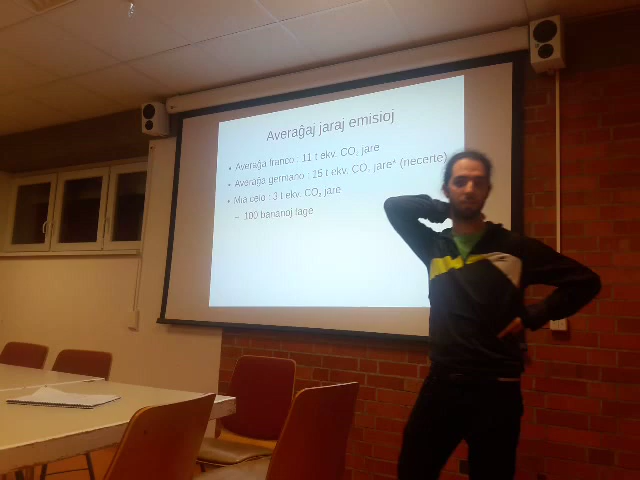 Averaĝaj jaraj emisioj
• Averaĝa franco : 11 t ekv. CO₂ jare
• Averaĝa germano : 15 t ekv. CO₂ jare* (necerte)
• Mia celo : 3 t ekv. CO₂ jare
– 100 bananoj tage